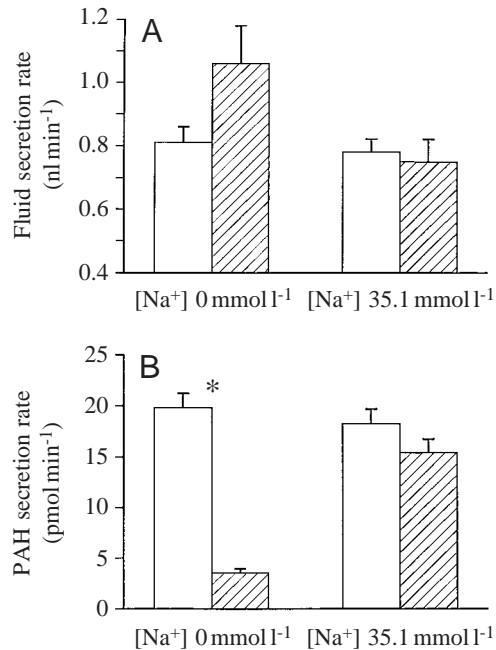 A
Fluid secretion rate
(nl min⁻¹)
1.2
1.0
0.8
0.6
0.4
[Na⁺] 0 mmol l⁻¹ [Na⁺] 35.1 mmol l⁻¹
B
PAH secretion rate
(pmol min⁻¹)
25
20
15
10
5
0
*
[Na⁺] 0 mmol l⁻¹ [Na⁺] 35.1 mmol l⁻¹